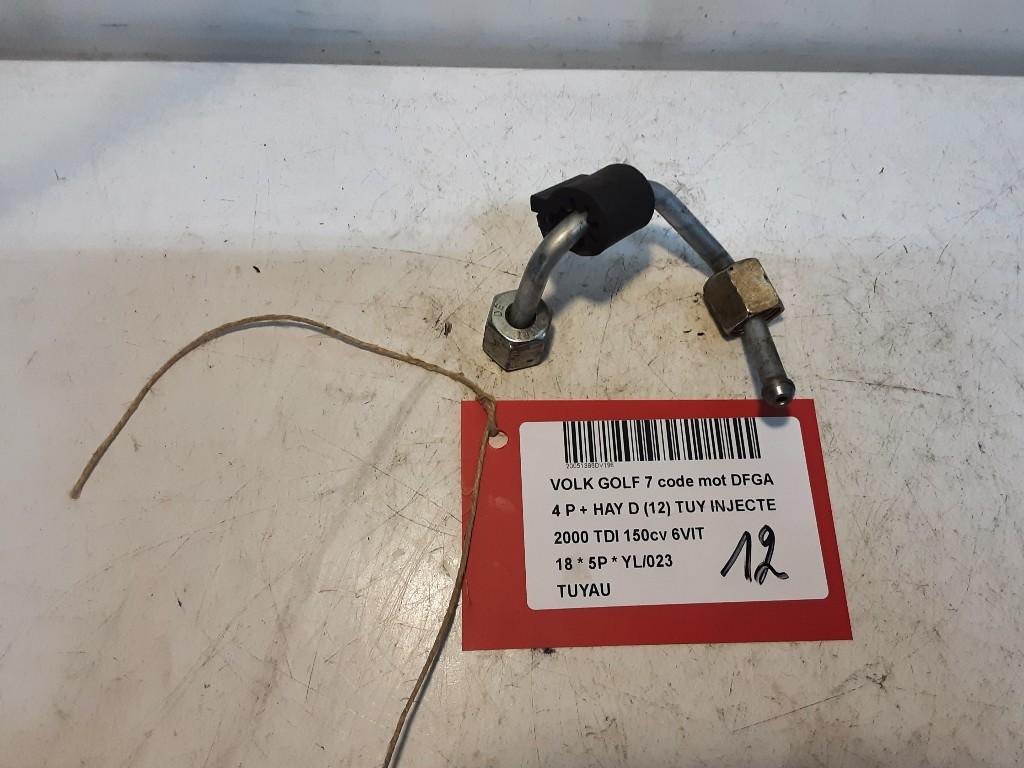 VOLK GOLF 7 code mot DFGA
4 P + HAY D (12) TUY INJECTE
2000 TDI 150cv 6VIT
18 * 5P * YL/023
12
TUYAU